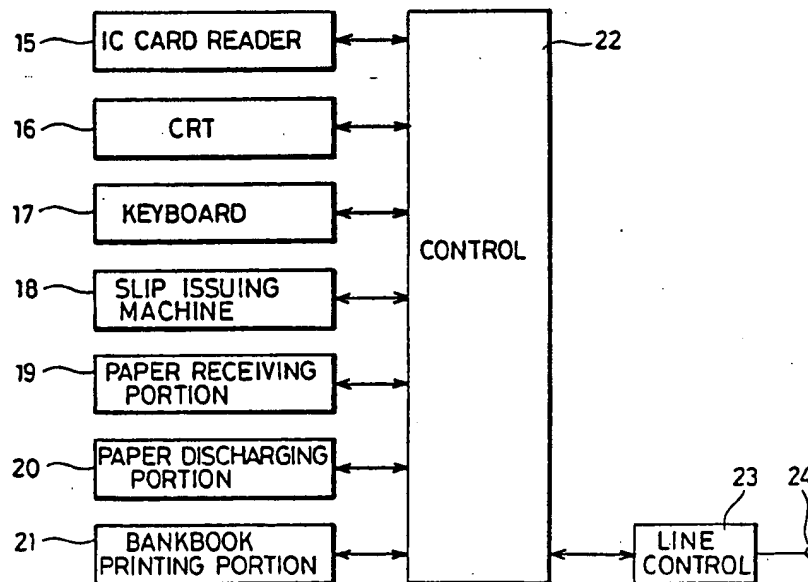 15
IC CARD READER
22
16
CRT
17
KEYBOARD
CONTROL
18
SLIP ISSUING
MACHINE
19
PAPER RECEIVING
PORTION
20
PAPER DISCHARGING
PORTION
21
BANKBOOK
PRINTING PORTION
23
24
LINE
CONTROL